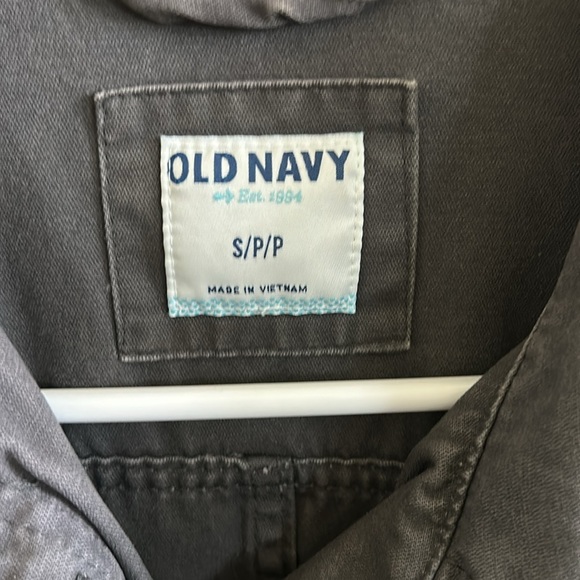 OLD NAVY
Est. 1994
S/P/P
MADE IN VIETNAM